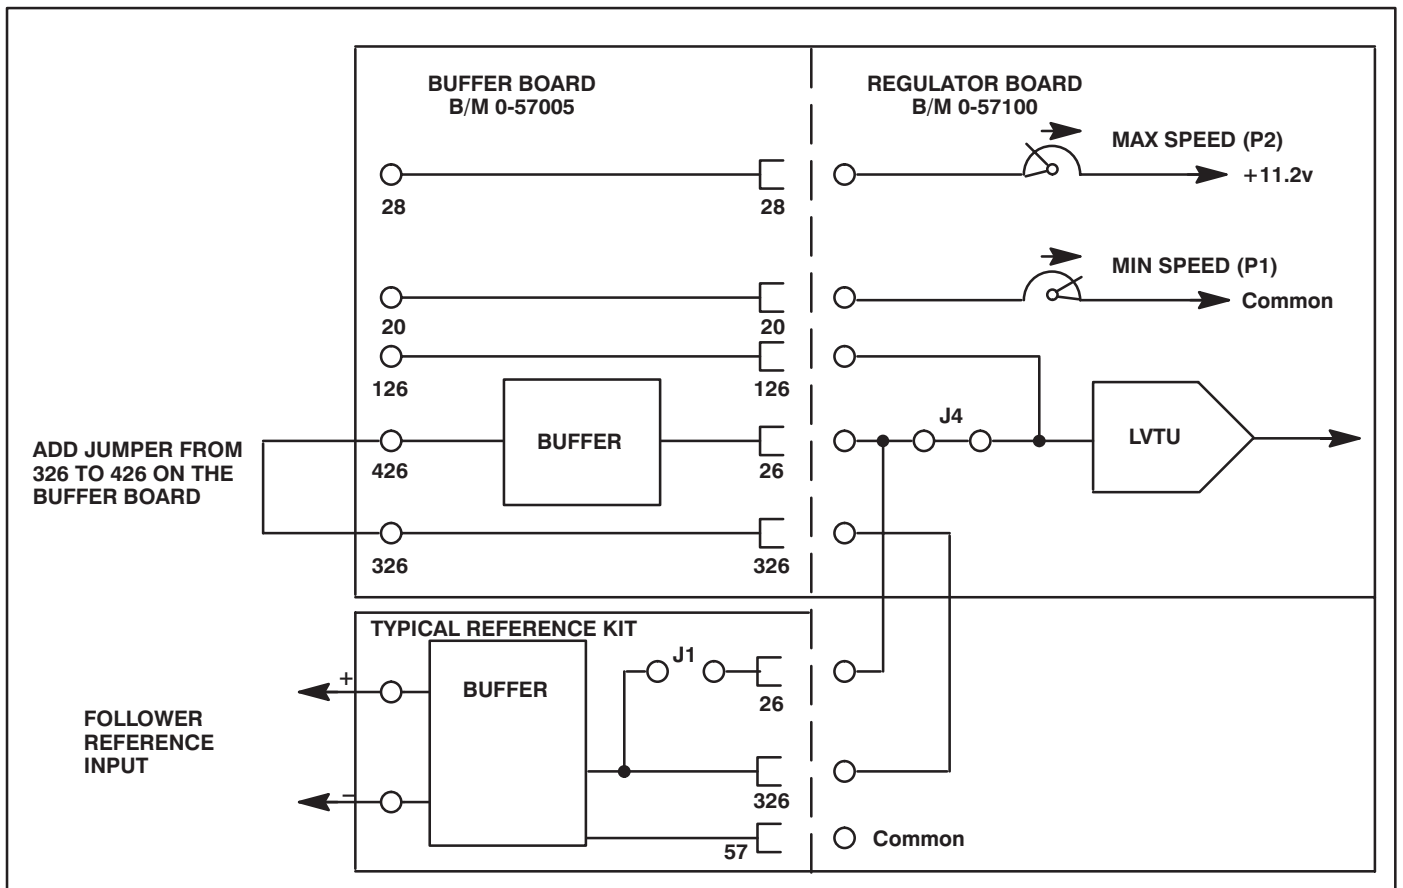 BUFFER BOARD
B/M 0-57005
REGULATOR BOARD
B/M 0-57100
MAX SPEED (P2)
+11.2v
28
28
MIN SPEED (P1)
Common
20
20
126
126
J4
BUFFER
LVTU
426
26
ADD JUMPER FROM
326 TO 426 ON THE
BUFFER BOARD
326
326
TYPICAL REFERENCE KIT
J1
+
BUFFER
26
FOLLOWER
REFERENCE
INPUT
–
326
57
Common